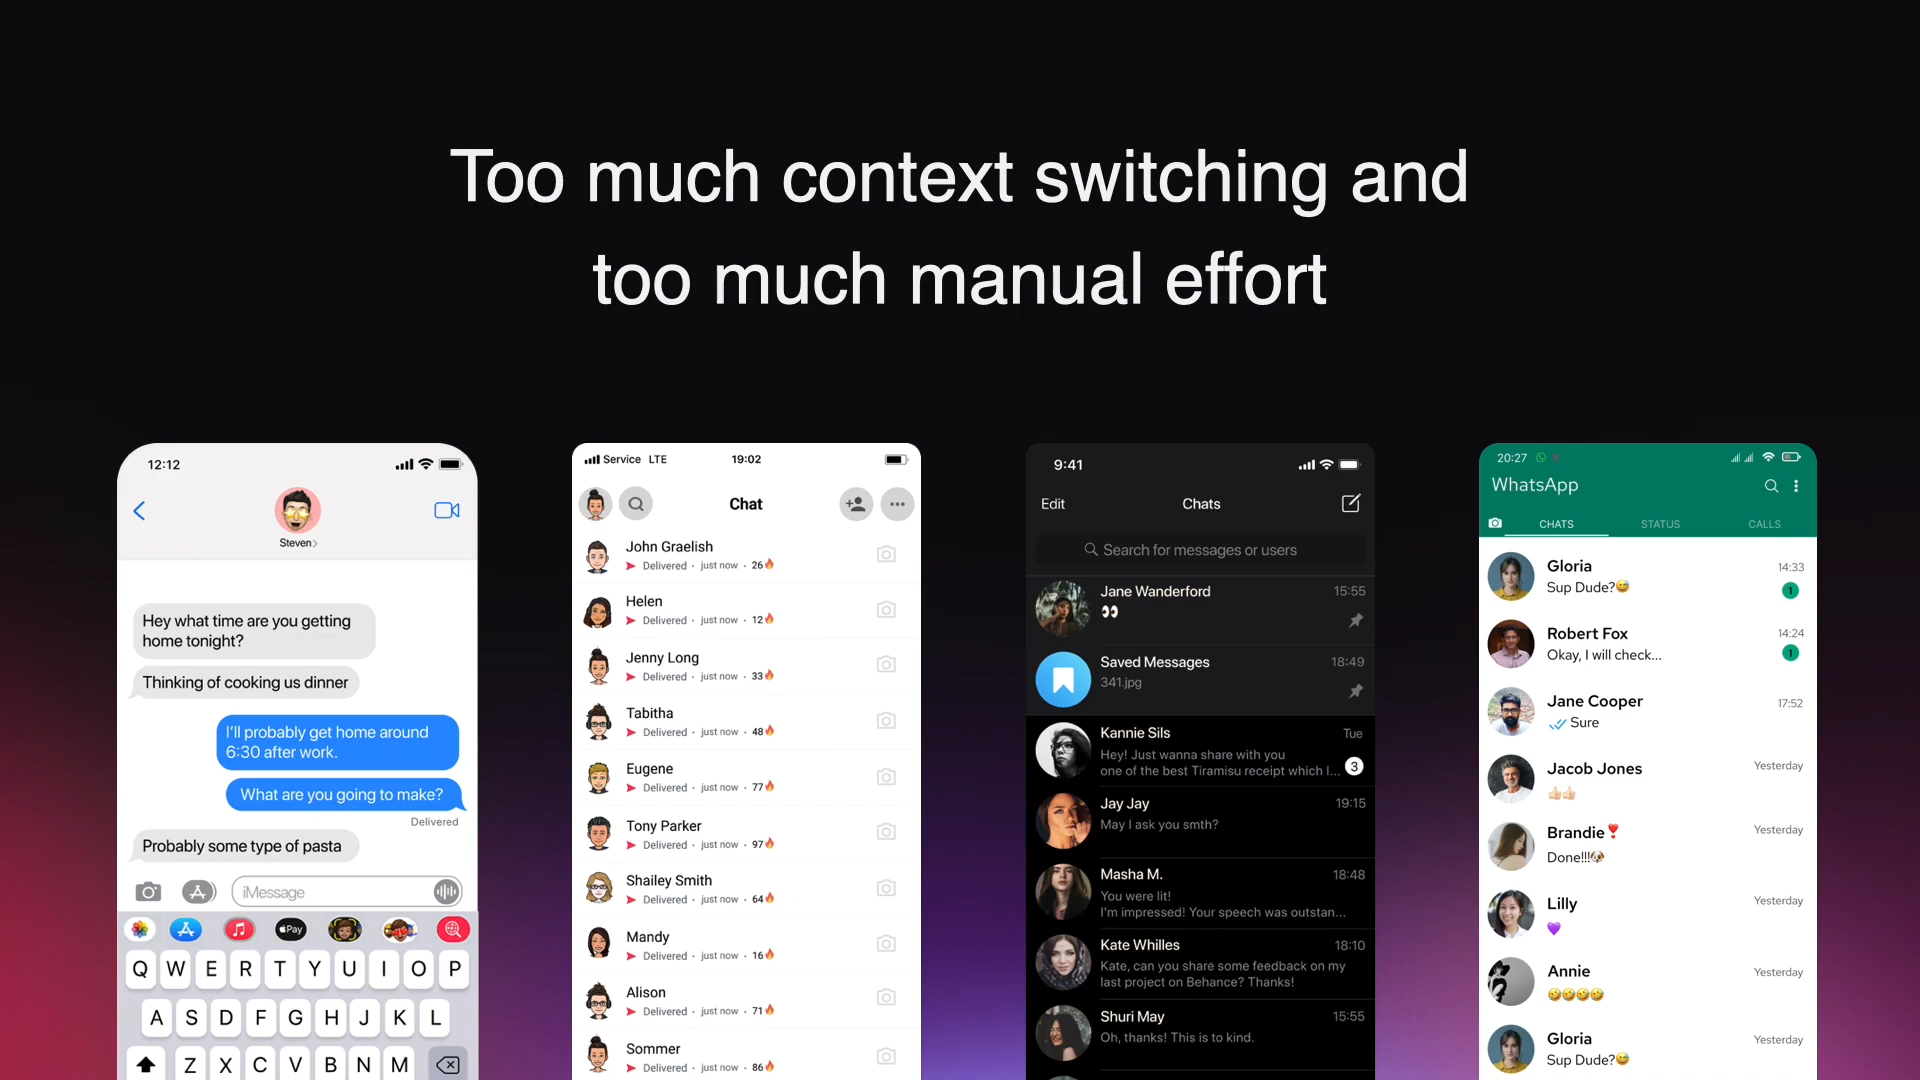 Too much context switching and
too much manual effort
12:12
Steven
Hey what time are you getting
home tonight?
Thinking of cooking us dinner
I'll probably get home around
6:30 after work.
What are you going to make?
Delivered
Probably some type of pasta
iMessage
Pay
Q W E R T Y U I O P
A S D F G H J K L
Z X C V B N M
Service LTE 19:02
Chat
John Graelish
Delivered · just now · 26🔥
Helen
Delivered · just now · 12🔥
Jenny Long
Delivered · just now · 33🔥
Tabitha
Delivered · just now · 48🔥
Eugene
Delivered · just now · 77🔥
Tony Parker
Delivered · just now · 97🔥
Shailey Smith
Delivered · just now · 64🔥
Mandy
Delivered · just now · 16🔥
Alison
Delivered · just now · 71🔥
Sommer
Delivered · just now · 86🔥
9:41
Edit Chats
Search for messages or users
Jane Wanderford 15:55
👀
Saved Messages 18:49
341.jpg
Kannie Sils Tue
Hey! Just wanna share with you
one of the best Tiramisu receipt which I... 3
Jay Jay 19:15
May I ask you smth?
Masha M. 18:48
You were lit!
I'm impressed! Your speech was outstan...
Kate Whilles 18:10
Kate, can you share some feedback on my
last project on Behance? Thanks!
Shuri May 15:55
Oh, thanks! This is to kind.
20:27
WhatsApp
CHATS STATUS CALLS
Gloria 14:33
Sup Dude?😅 1
Robert Fox 14:24
Okay, I will check... 1
Jane Cooper 17:52
Sure
Jacob Jones Yesterday
👍🏻👍🏻
Brandie❣️ Yesterday
Done!!!🐶
Lilly Yesterday
💜
Annie Yesterday
🤣🤣🤣🤣
Gloria Yesterday
Sup Dude?😅